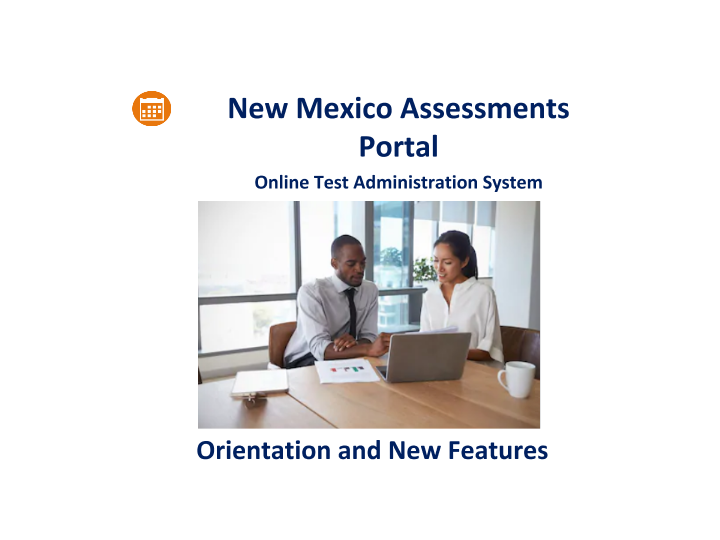 New Mexico Assessments
Portal
Online Test Administration System
Orientation and New Features